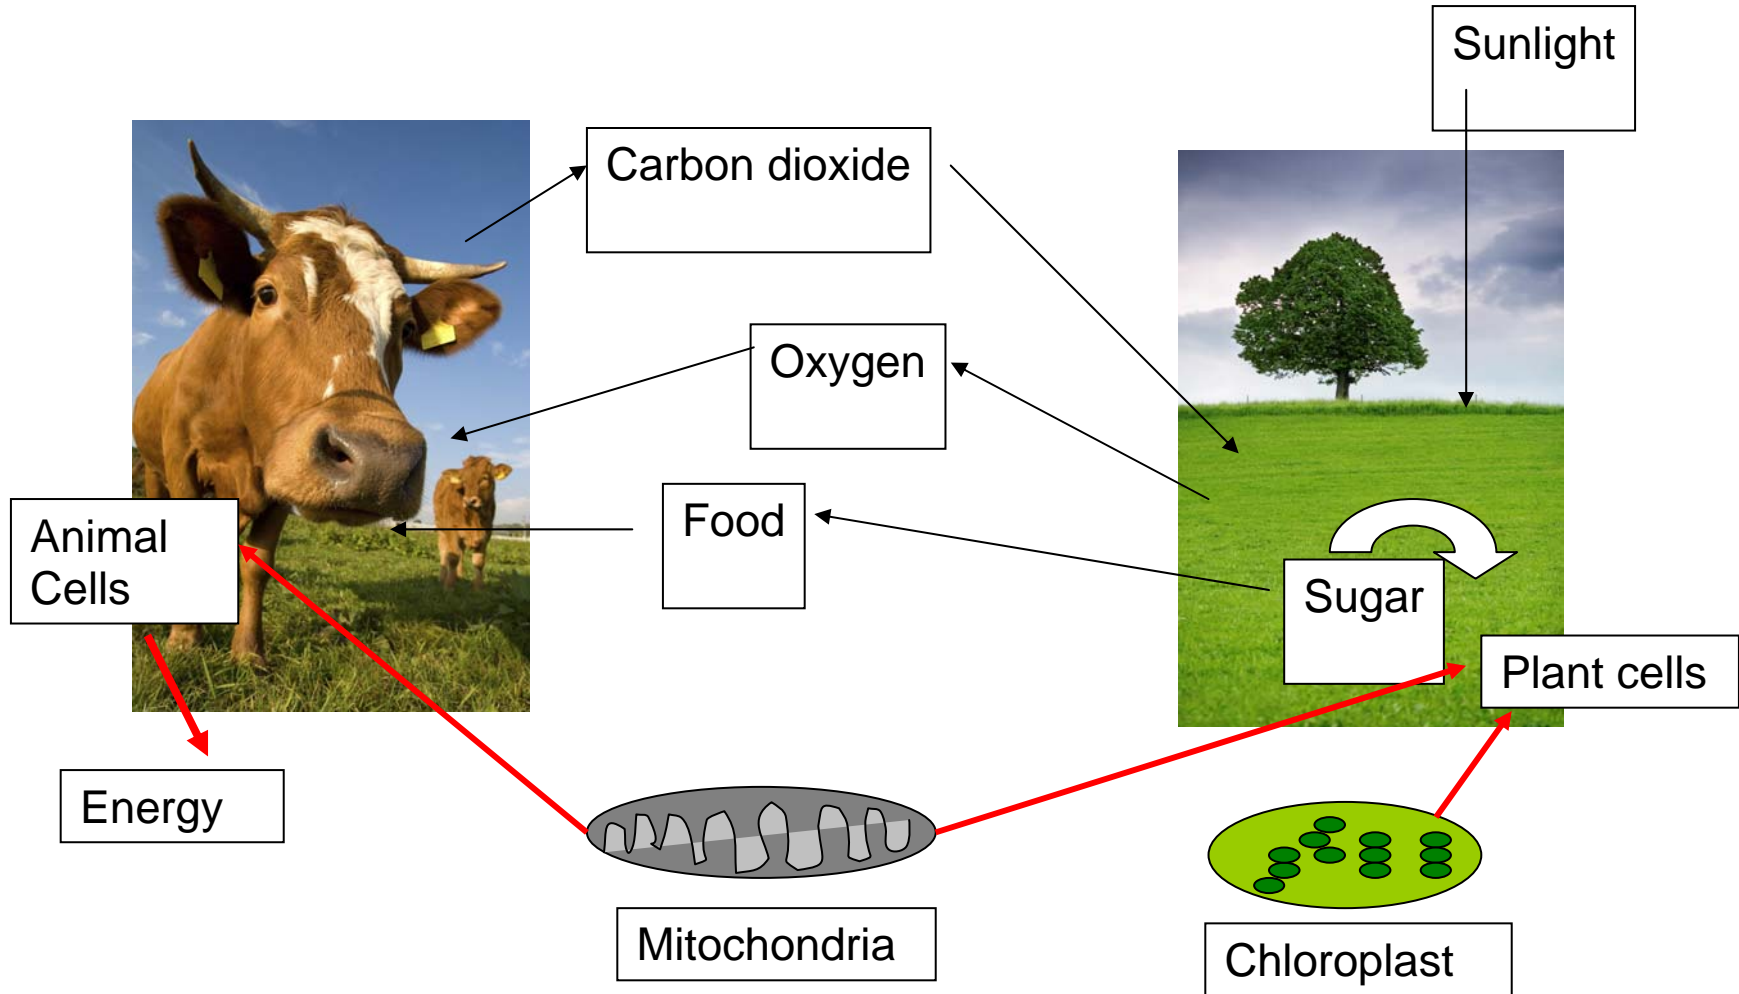 Sunlight
Carbon dioxide
Oxygen
Food
Animal
Cells
Sugar
Plant cells
Energy
Mitochondria
Chloroplast